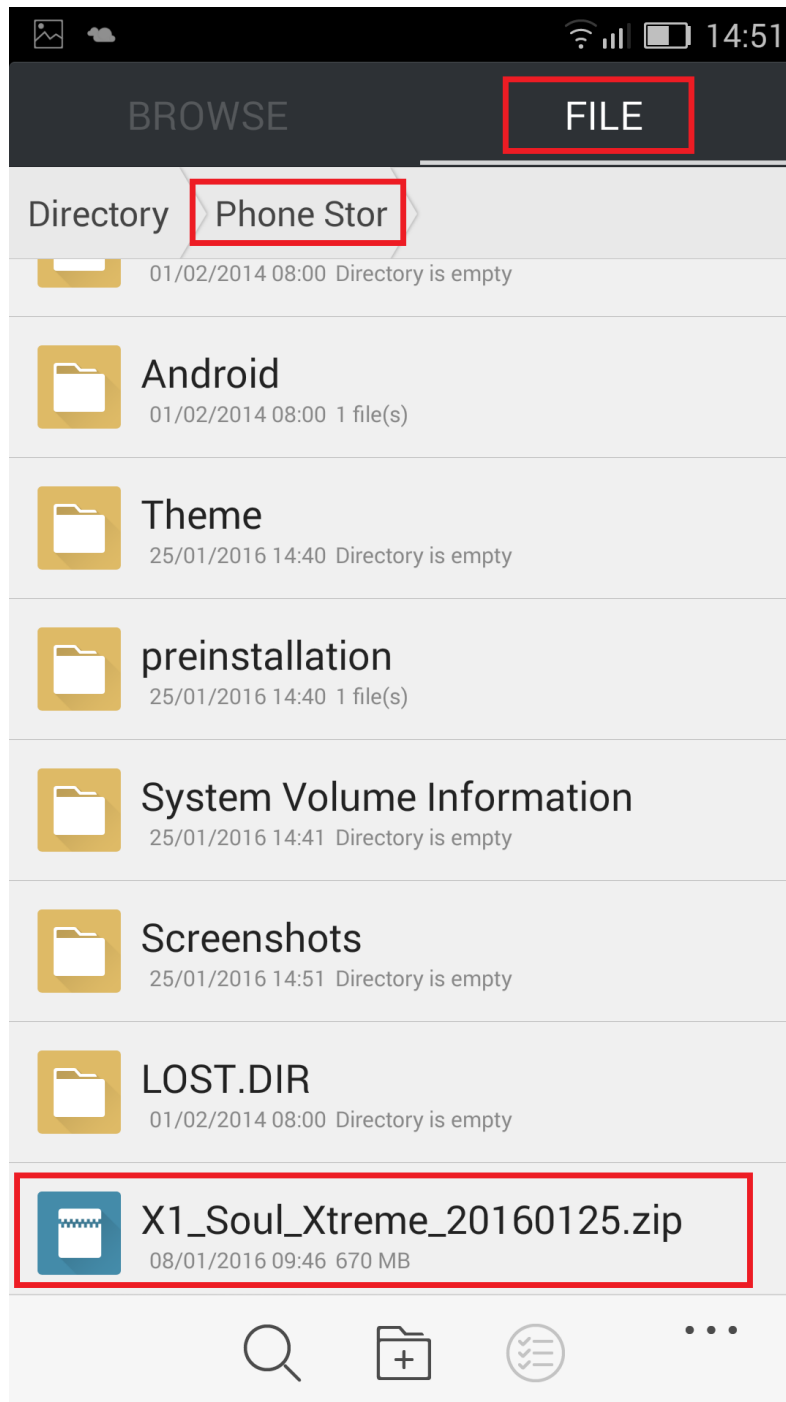 14:51
BROWSE FILE
Directory Phone Stor
01/02/2014 08:00 Directory is empty
Android
01/02/2014 08:00 1 file(s)
Theme
25/01/2016 14:40 Directory is empty
preinstallation
25/01/2016 14:40 1 file(s)
System Volume Information
25/01/2016 14:41 Directory is empty
Screenshots
25/01/2016 14:51 Directory is empty
LOST.DIR
01/02/2014 08:00 Directory is empty
X1_Soul_Xtreme_20160125.zip
08/01/2016 09:46 670 MB